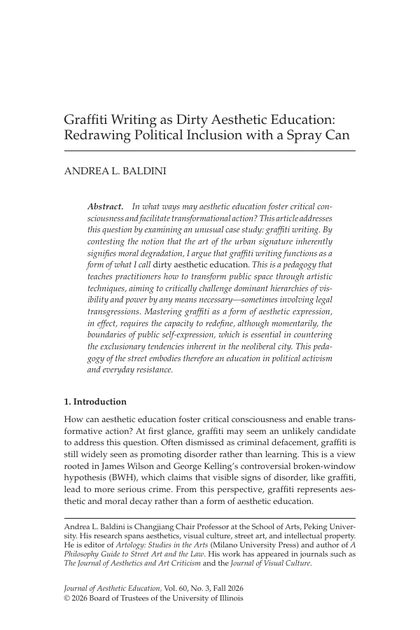 Graffiti Writing as Dirty Aesthetic Education:
Redrawing Political Inclusion with a Spray Can
ANDREA L. BALDINI
Abstract. In what ways may aesthetic education foster critical con-
sciousness and facilitate transformational action? This article addresses
this question by examining an unusual case study: graffiti writing. By
contesting the notion that the art of the urban signature inherently
signifies moral degradation, I argue that graffiti writing functions as a
form of what I call dirty aesthetic education. This is a pedagogy that
teaches practitioners how to transform public space through artistic
techniques, aiming to critically challenge dominant hierarchies of vis-
ibility and power by any means necessary—sometimes involving legal
transgressions. Mastering graffiti as a form of aesthetic expression,
in effect, requires the capacity to redefine, although momentarily, the
boundaries of public self-expression, which is essential in countering
the exclusionary tendencies inherent in the neoliberal city. This peda-
gogy of the street embodies therefore an education in political activism
and everyday resistance.
1. Introduction
How can aesthetic education foster critical consciousness and enable trans-
formative action? At first glance, graffiti may seem an unlikely candidate
to address this question. Often dismissed as criminal defacement, graffiti is
still widely seen as promoting disorder rather than learning. This is a view
rooted in James Wilson and George Kelling's controversial broken-window
hypothesis (BWH), which claims that visible signs of disorder, like graffiti,
lead to more serious crime. From this perspective, graffiti represents aes-
thetic and moral decay rather than a form of aesthetic education.
Andrea L. Baldini is Changjiang Chair Professor at the School of Arts, Peking Univer-
sity. His research spans aesthetics, visual culture, street art, and intellectual property.
He is editor of Artology: Studies in the Arts (Milano University Press) and author of A
Philosophy Guide to Street Art and the Law. His work has appeared in journals such as
The Journal of Aesthetics and Art Criticism and the Journal of Visual Culture.
Journal of Aesthetic Education, Vol. 60, No. 3, Fall 2026
© 2026 Board of Trustees of the University of Illinois